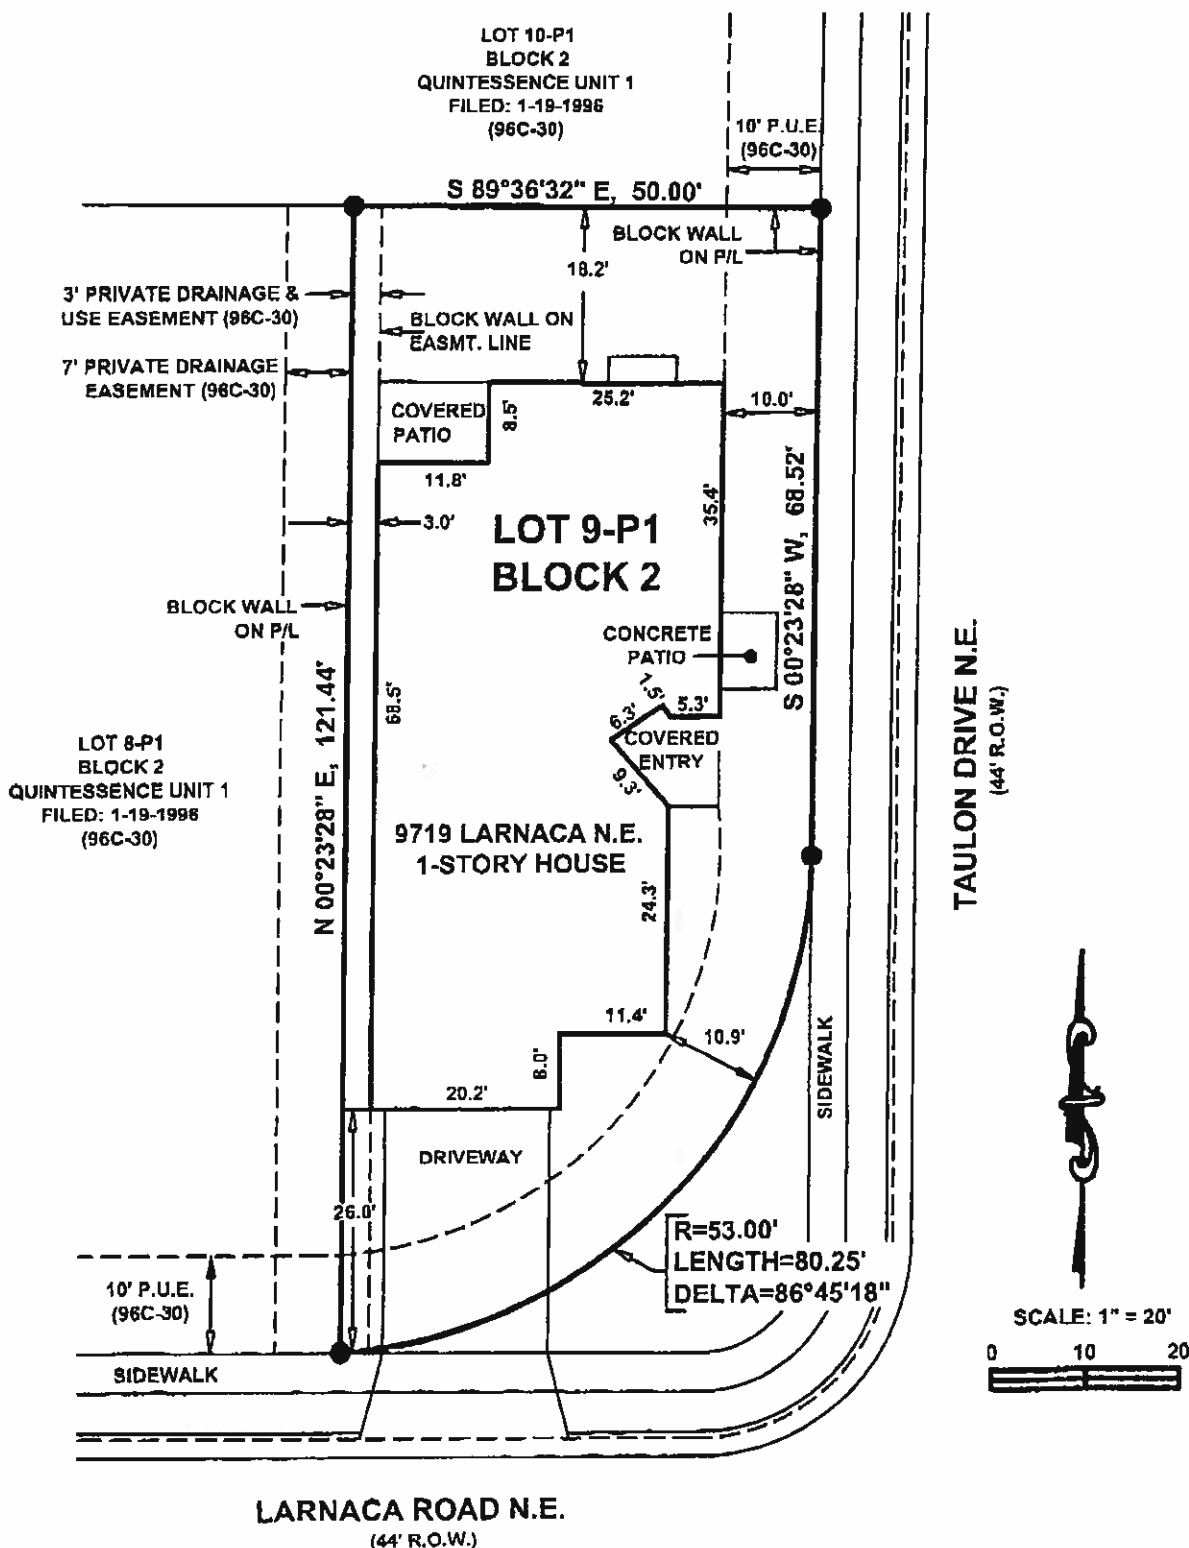 LOT 10-P1
BLOCK 2
QUINTESSENCE UNIT 1
FILED: 1-19-1996
(96C-30)
10' P.U.E.
(96C-30)
S 89°36'32" E, 50.00'
BLOCK WALL
ON P/L
18.2'
3' PRIVATE DRAINAGE &
USE EASEMENT (96C-30)
BLOCK WALL ON
EASMT. LINE
7' PRIVATE DRAINAGE
EASEMENT (96C-30)
25.2'
10.0'
COVERED
PATIO
8.5'
11.8'
35.4'
S 00°23'28" W, 68.52'
3.0'
LOT 9-P1
BLOCK 2
BLOCK WALL
ON P/L
CONCRETE
PATIO
N 00°23'28" E, 121.44'
68.5'
1.5'
5.3'
6.3'
COVERED
ENTRY
9.3'
TAULON DRIVE N.E.
(44' R.O.W.)
LOT 8-P1
BLOCK 2
QUINTESSENCE UNIT 1
FILED: 1-19-1996
(96C-30)
9719 LARNACA N.E.
1-STORY HOUSE
24.3'
11.4'
10.9'
8.0'
20.2'
SIDEWALK
DRIVEWAY
26.0'
R=53.00'
LENGTH=80.25'
DELTA=86°45'18"
10' P.U.E.
(96C-30)
SCALE: 1" = 20'
0 10 20
SIDEWALK
LARNACA ROAD N.E.
(44' R.O.W.)